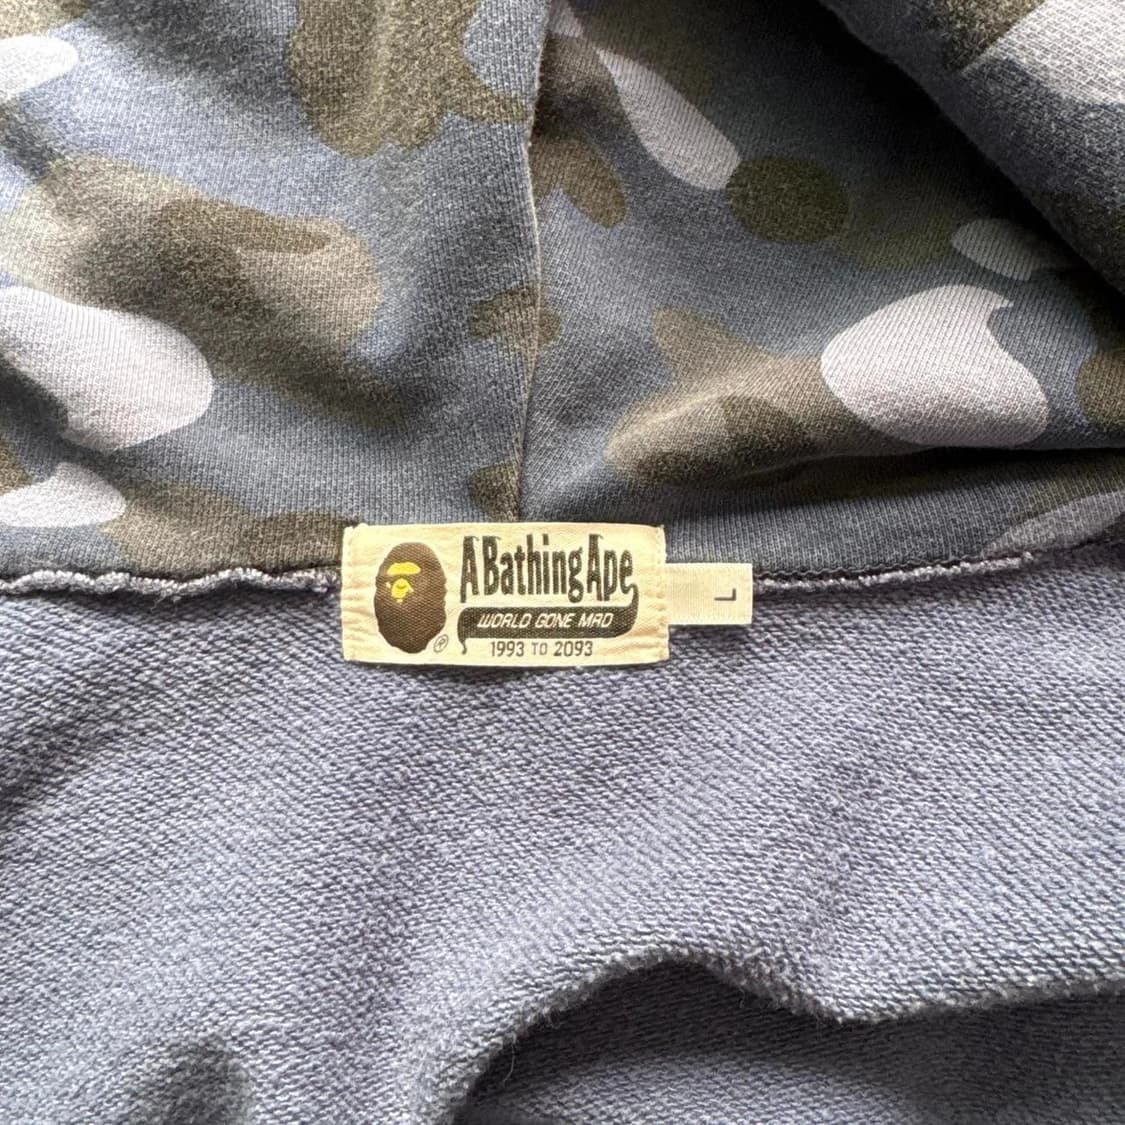 A Bathing Ape
WORLD GONE MAD
1993 TO 2093
®
L